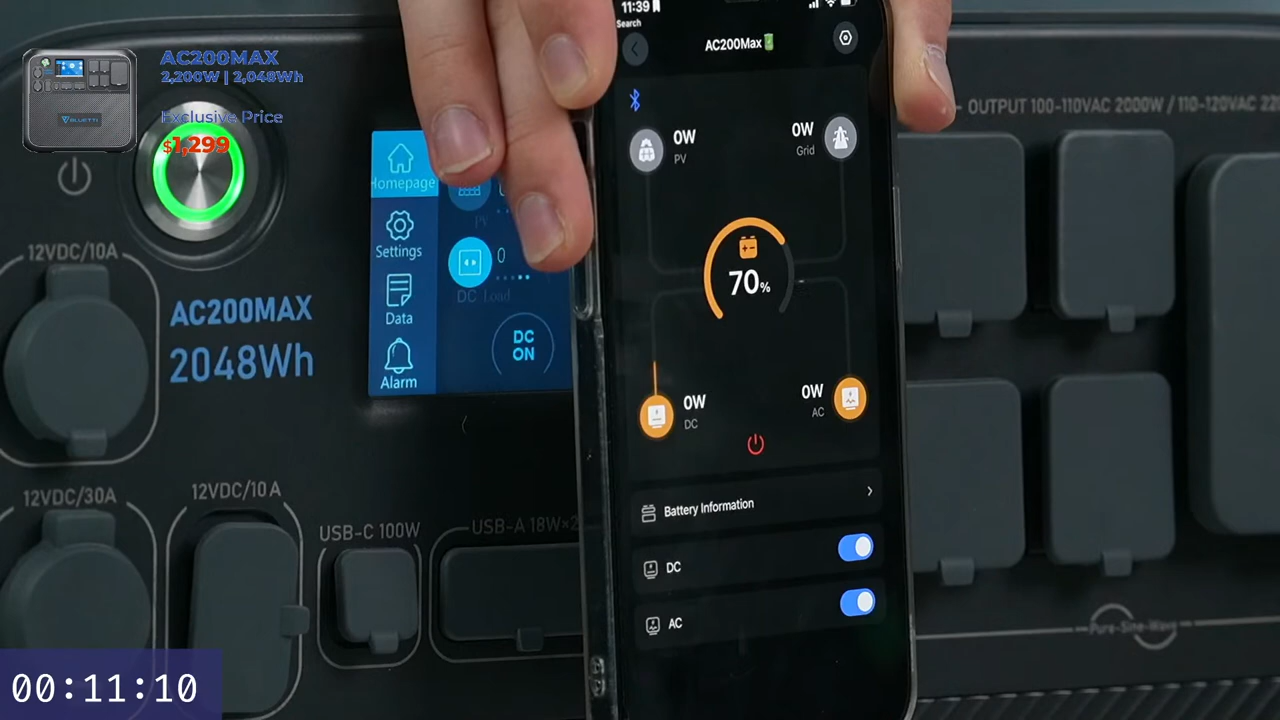 AC200MAX
2,200W | 2,048Wh
BLUETTI
Exclusive Price
$1,299
12VDC/10A
AC200MAX
2048Wh
12VDC/30A
12VDC/10A
USB-C 100W
USB-A 18W×2
Homepage
Settings
Data
Alarm
PV
0
DC Load
DC
ON
11:39
Search
AC200Max
0W
PV
0W
Grid
70%
0W
DC
0W
AC
Battery Information
DC
AC
OUTPUT 100-110VAC 2000W / 110-120VAC 22
Pure-Sine-Wave
00:11:10